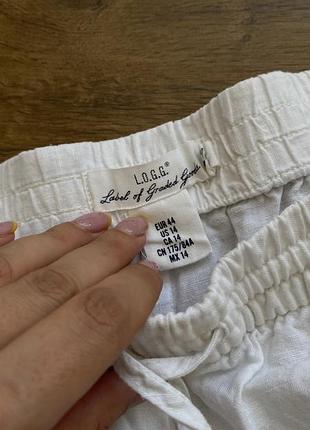 L.O.G.G.®
Label of Graded Goods
EUR 44
US 14
CA 14
CN 175/84A
MX 14